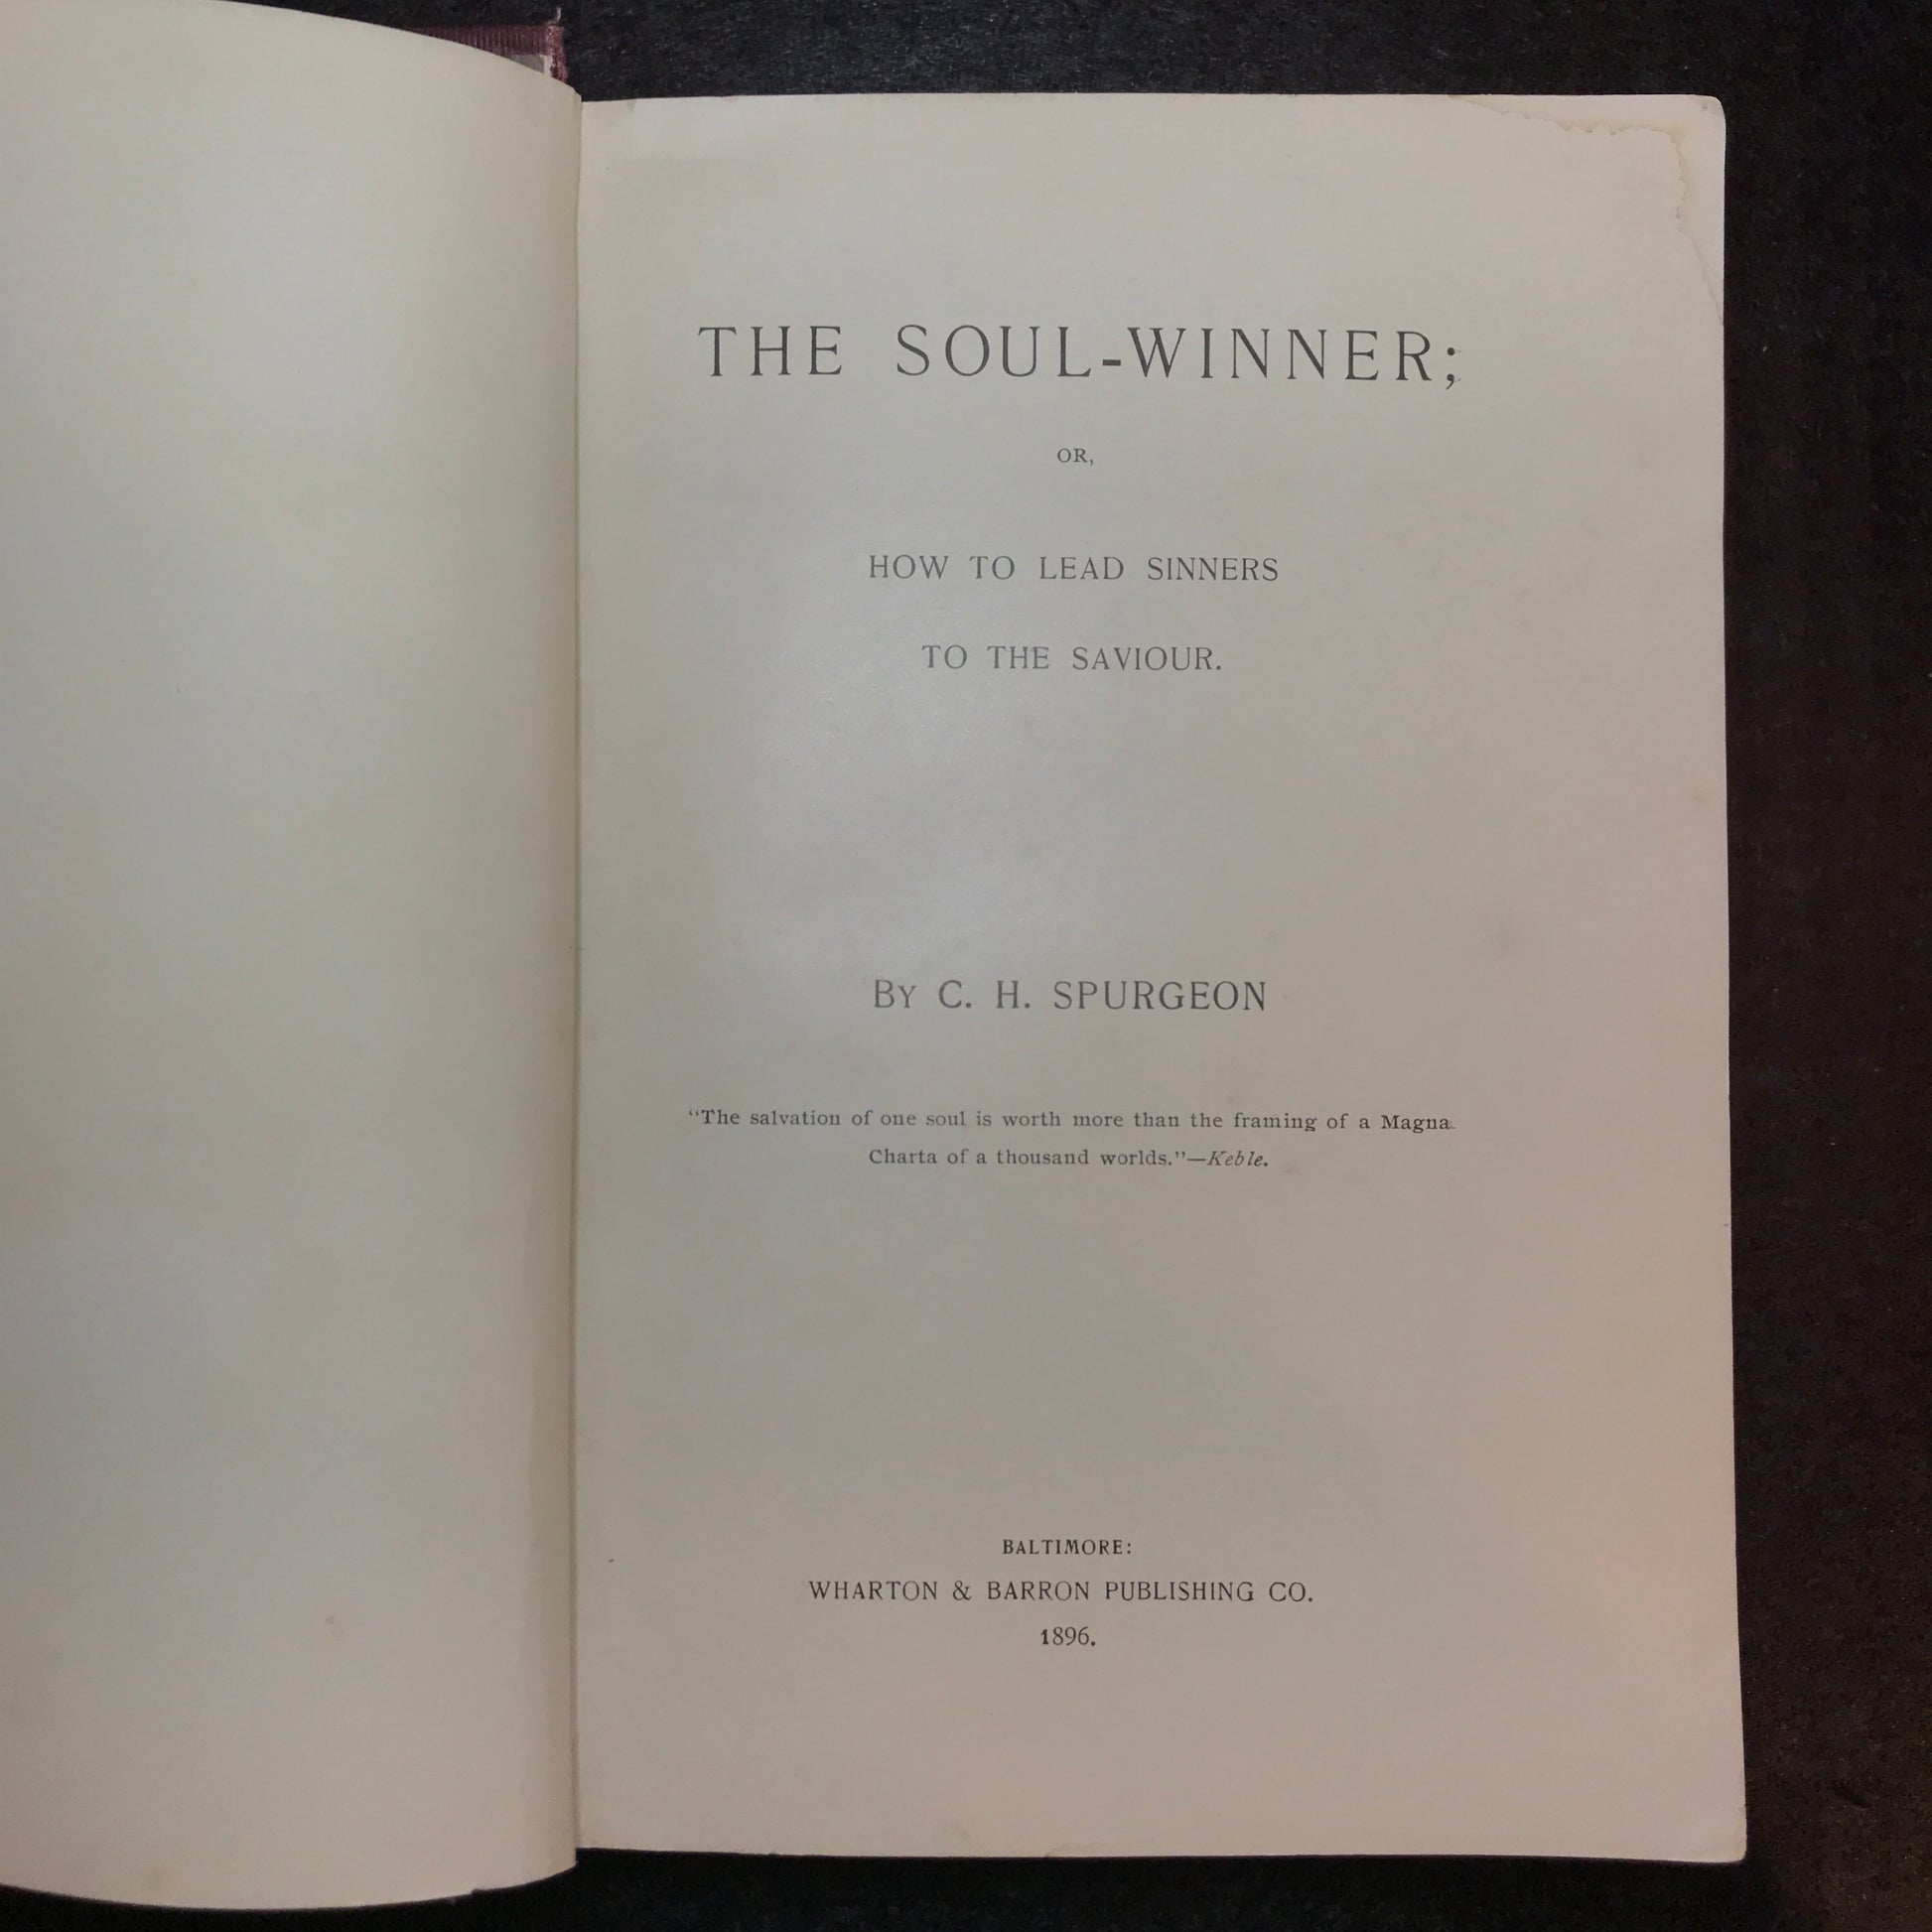 THE SOUL-WINNER;
OR,
HOW TO LEAD SINNERS
TO THE SAVIOUR.
BY C. H. SPURGEON
“The salvation of one soul is worth more than the framing of a Magna
Charta of a thousand worlds.”—Keble.
BALTIMORE:
WHARTON & BARRON PUBLISHING CO.
1896.